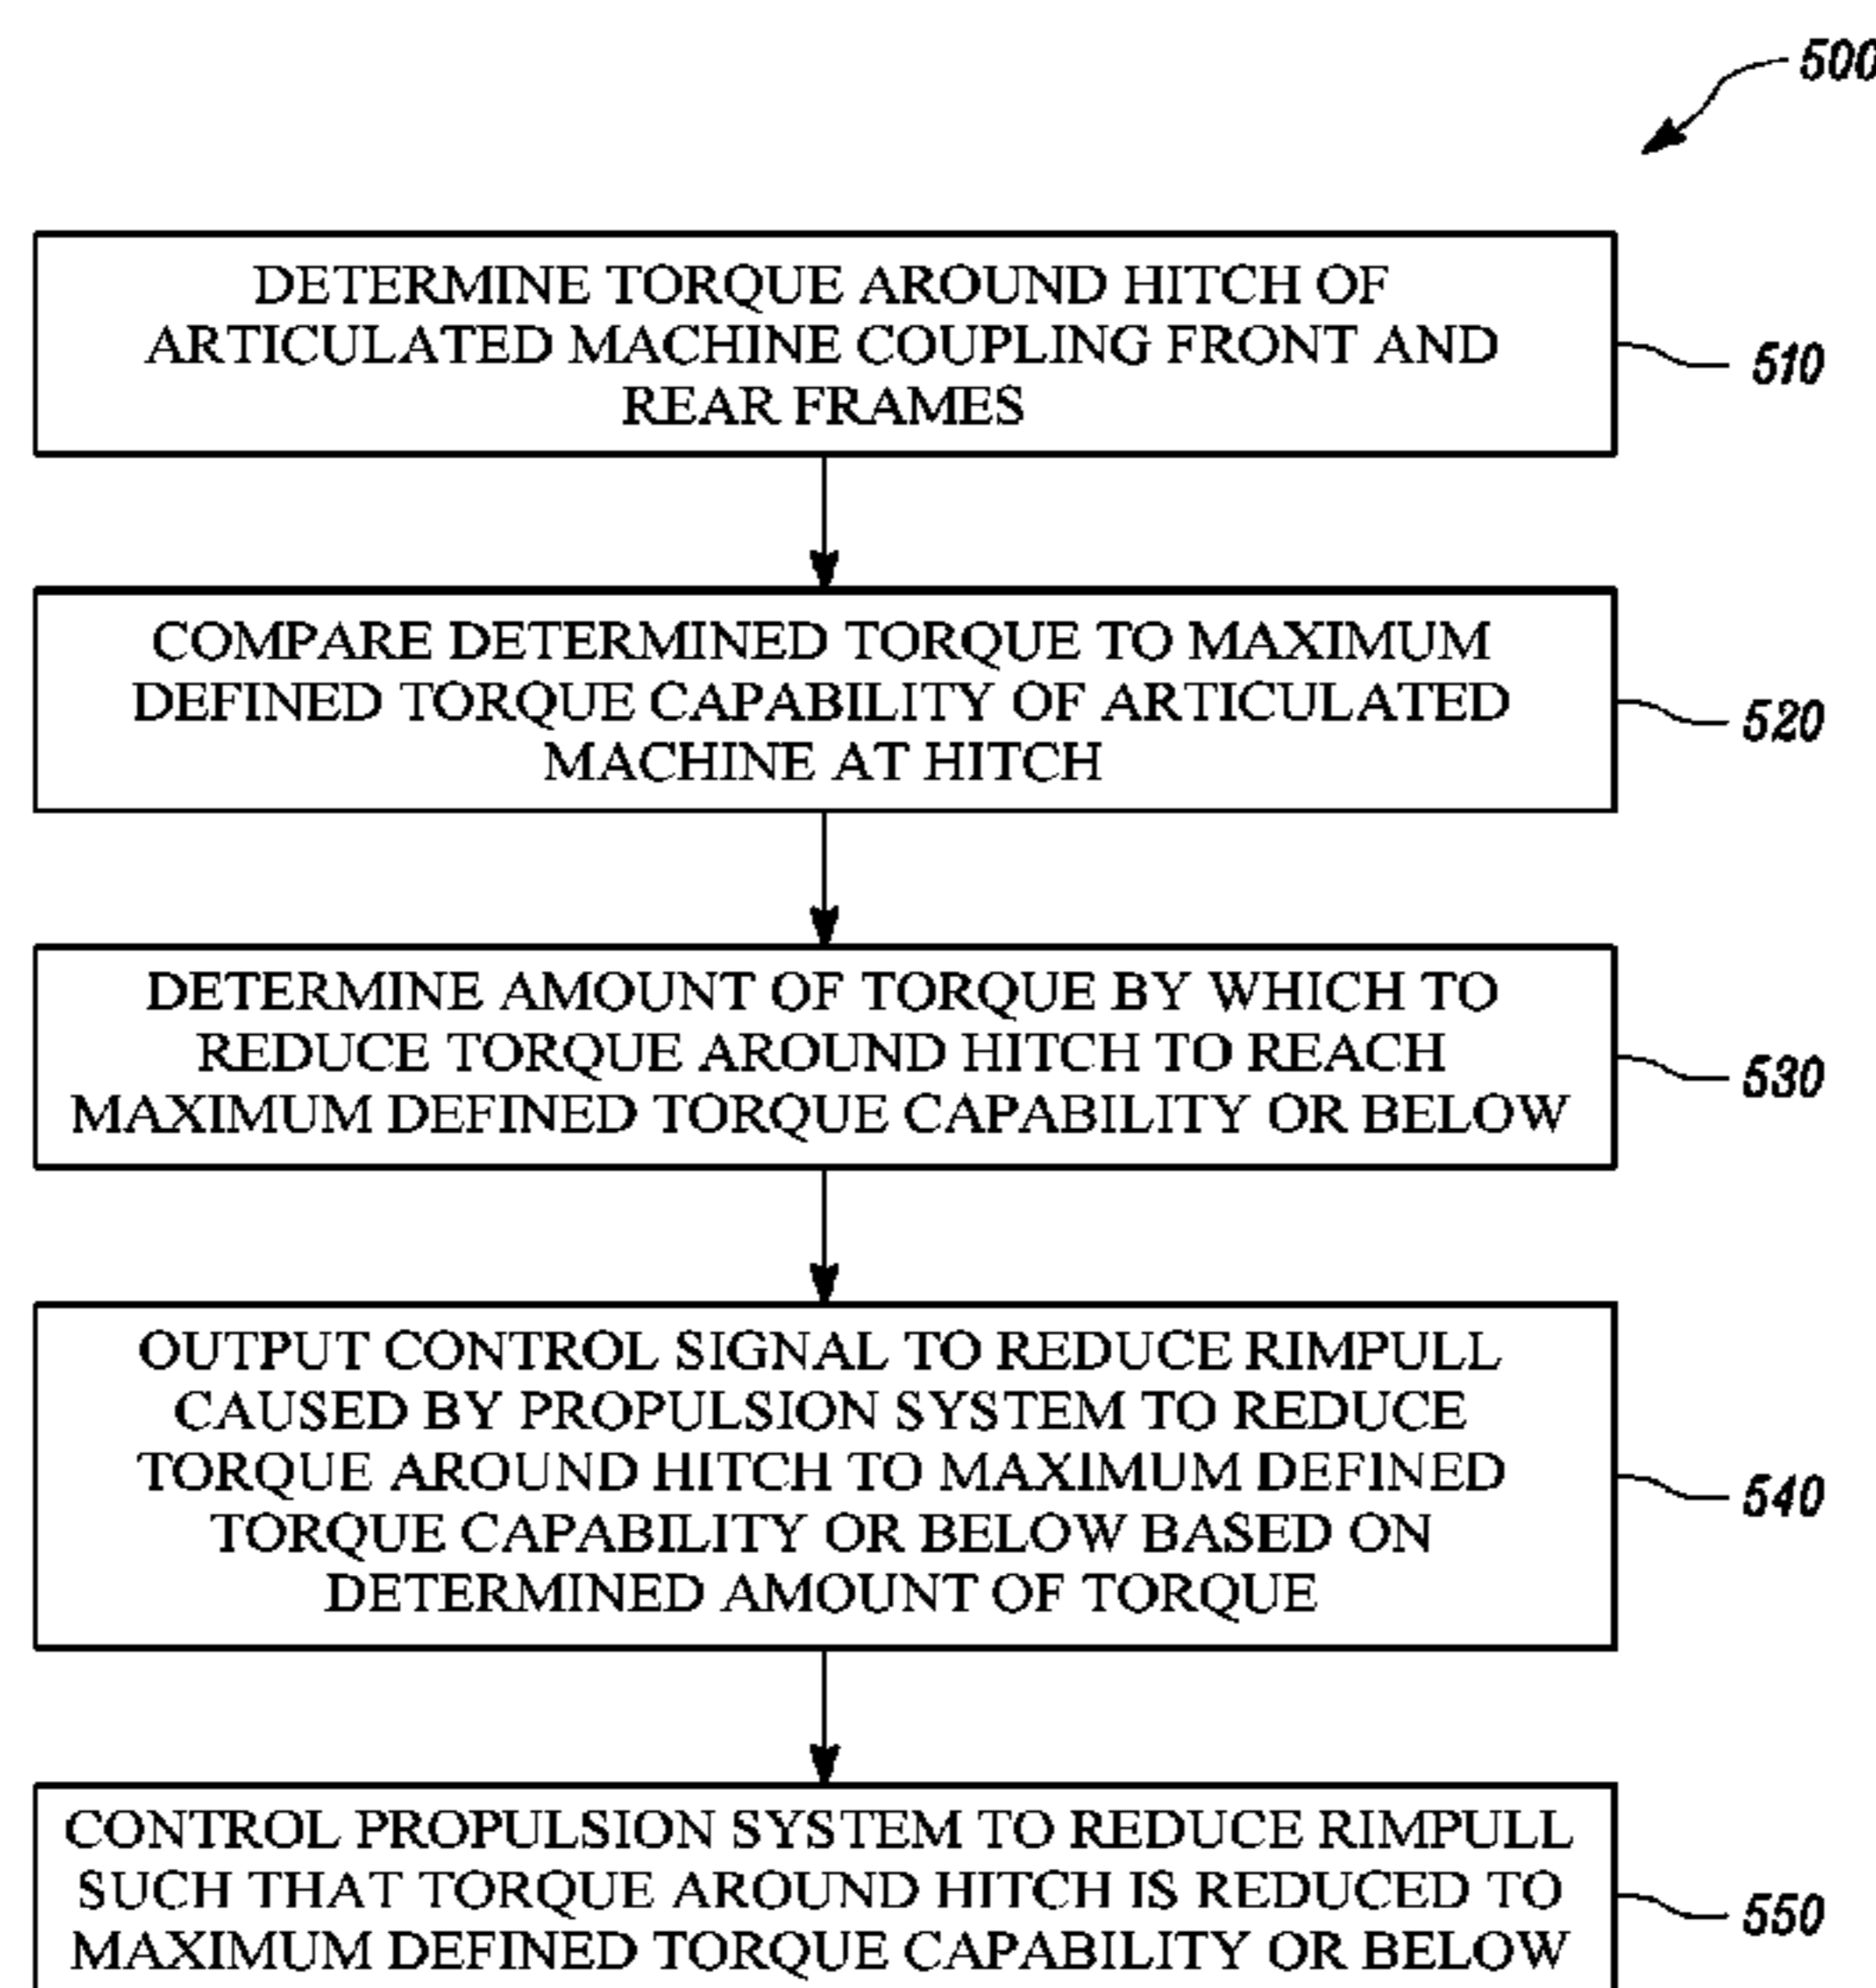 500
DETERMINE TORQUE AROUND HITCH OF
ARTICULATED MACHINE COUPLING FRONT AND
REAR FRAMES
510
COMPARE DETERMINED TORQUE TO MAXIMUM
DEFINED TORQUE CAPABILITY OF ARTICULATED
MACHINE AT HITCH
520
DETERMINE AMOUNT OF TORQUE BY WHICH TO
REDUCE TORQUE AROUND HITCH TO REACH
MAXIMUM DEFINED TORQUE CAPABILITY OR BELOW
530
OUTPUT CONTROL SIGNAL TO REDUCE RIMPULL
CAUSED BY PROPULSION SYSTEM TO REDUCE
TORQUE AROUND HITCH TO MAXIMUM DEFINED
TORQUE CAPABILITY OR BELOW BASED ON
DETERMINED AMOUNT OF TORQUE
540
CONTROL PROPULSION SYSTEM TO REDUCE RIMPULL
SUCH THAT TORQUE AROUND HITCH IS REDUCED TO
MAXIMUM DEFINED TORQUE CAPABILITY OR BELOW
550